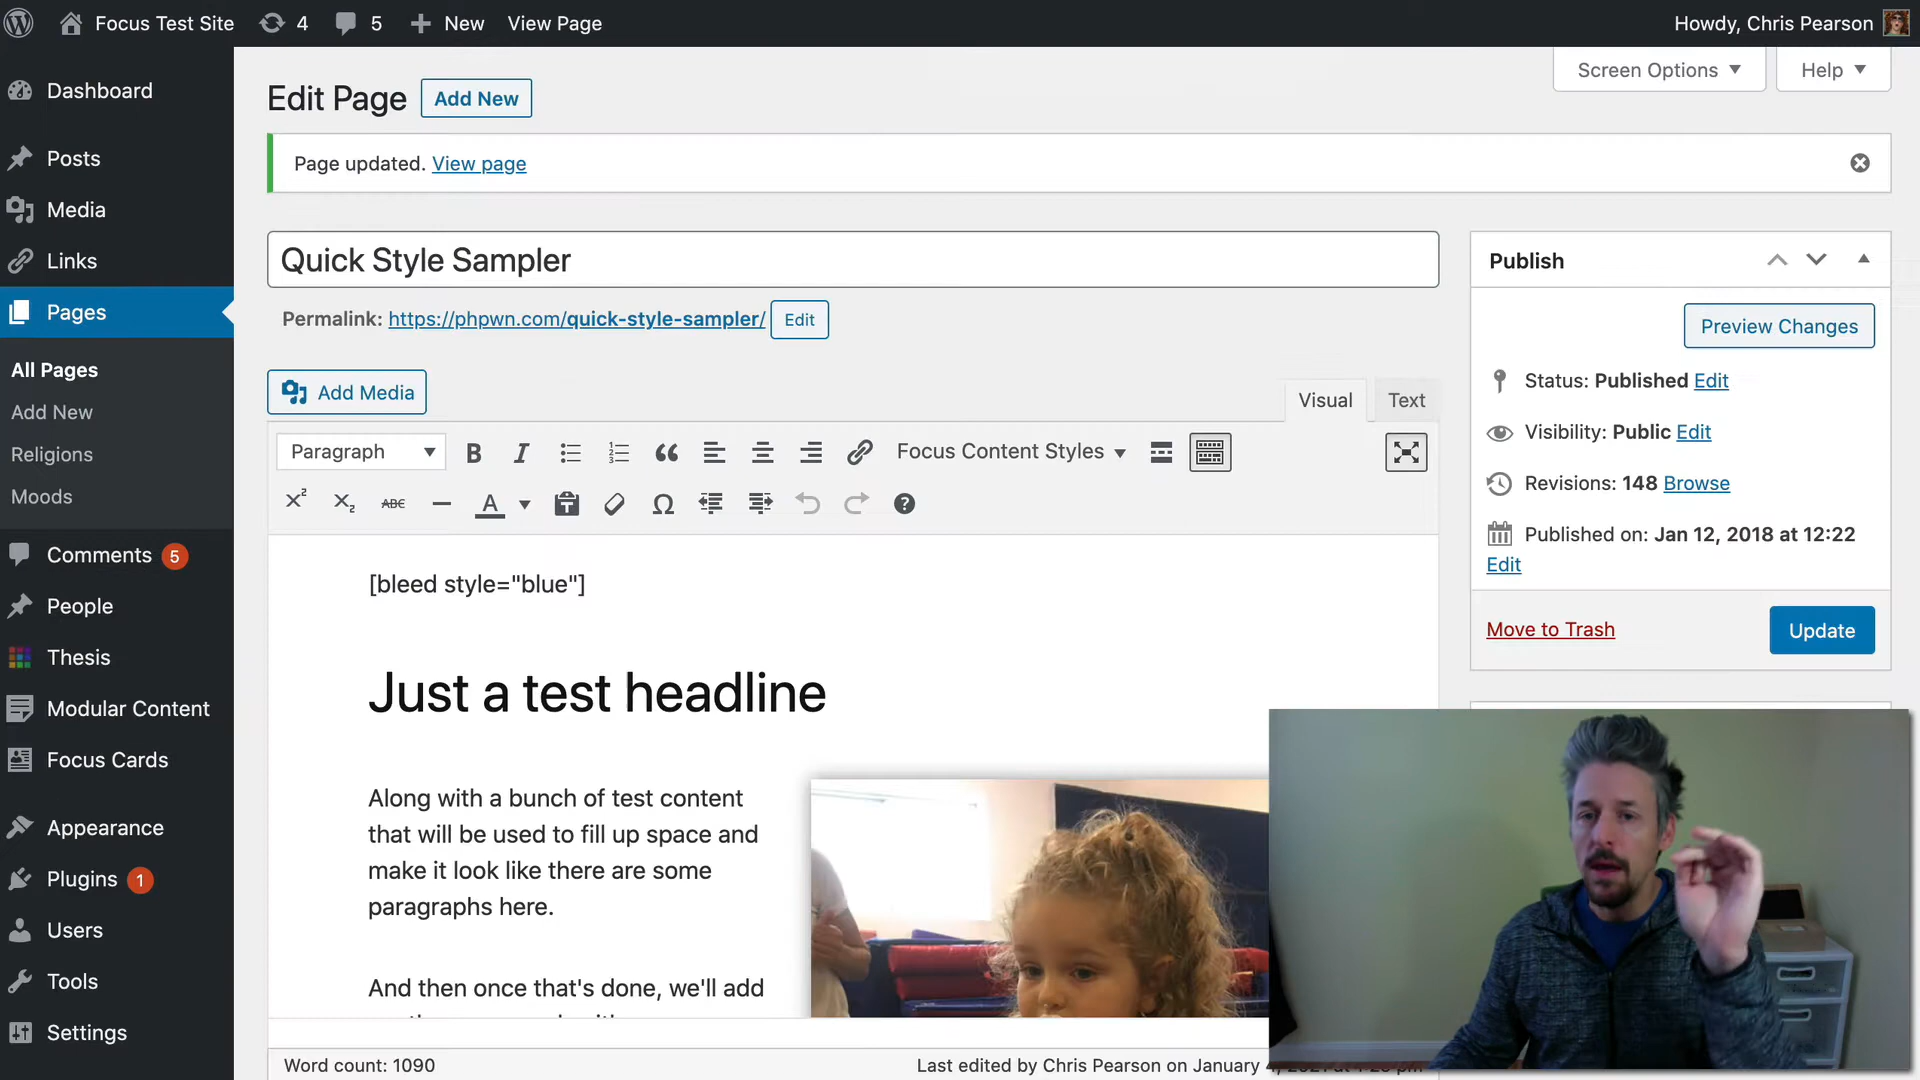 Focus Test Site 4 5 New View Page Howdy, Chris Pearson
Screen Options Help
Dashboard
Posts
Media
Links
Pages
All Pages
Add New
Religions
Moods
Comments 5
People
Thesis
Modular Content
Focus Cards
Appearance
Plugins 1
Users
Tools
Settings
Edit Page Add New
Page updated. View page
Quick Style Sampler
Permalink: https://phpwn.com/quick-style-sampler/ Edit
Add Media
Visual Text
Paragraph B I Focus Content Styles
ABC A Ω
[bleed style="blue"]
Just a test headline
Along with a bunch of test content
that will be used to fill up space and
make it look like there are some
paragraphs here.
And then once that's done, we'll add
Word count: 1090
Last edited by Chris Pearson on January
Publish
Preview Changes
Status: Published Edit
Visibility: Public Edit
Revisions: 148 Browse
Published on: Jan 12, 2018 at 12:22
Edit
Move to Trash Update